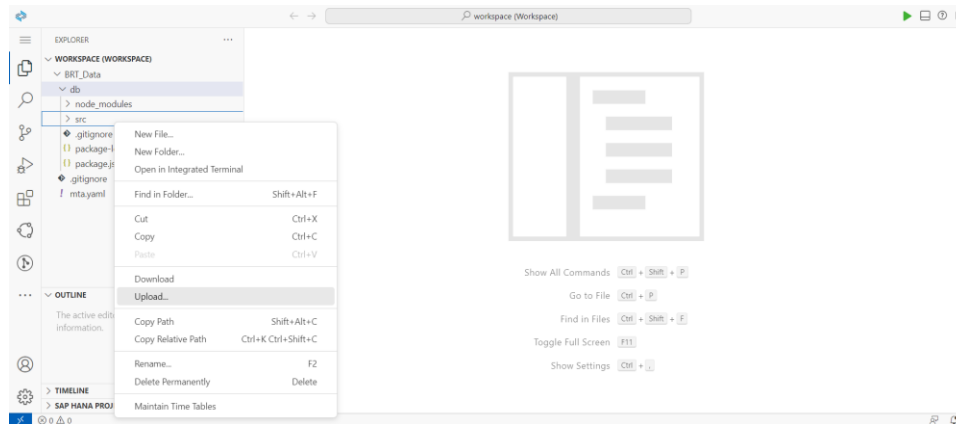 workspace (Workspace)
EXPLORER
WORKSPACE (WORKSPACE)
BRT_Data
db
node_modules
src
.gitignore
package-l
package.js
.gitignore
mta.yaml
OUTLINE
The active edit
information.
TIMELINE
SAP HANA PROJ
0 0
New File...
New Folder...
Open in Integrated Terminal
Find in Folder... Shift+Alt+F
Cut Ctrl+X
Copy Ctrl+C
Paste Ctrl+V
Download
Upload...
Copy Path Shift+Alt+C
Copy Relative Path Ctrl+K Ctrl+Shift+C
Rename... F2
Delete Permanently Delete
Maintain Time Tables
Show All Commands Ctrl + Shift + P
Go to File Ctrl + P
Find in Files Ctrl + Shift + F
Toggle Full Screen F11
Show Settings Ctrl + ,